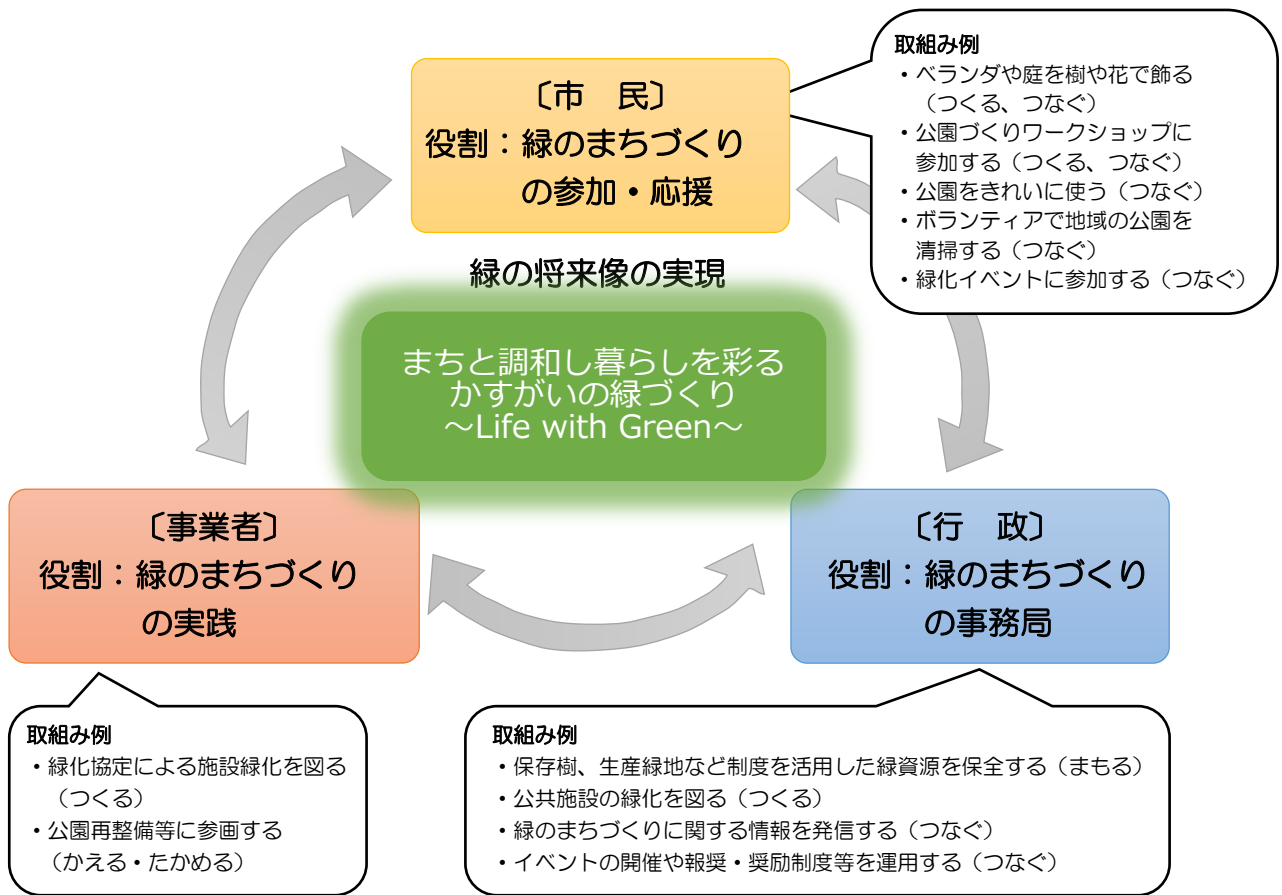 〔市　民〕
役割：緑のまちづくり
の参加・応援
取組み例
・ベランダや庭を樹や花で飾る
（つくる、つなぐ）
・公園づくりワークショップに
参加する（つくる、つなぐ）
・公園をきれいに使う（つなぐ）
・ボランティアで地域の公園を
清掃する（つなぐ）
・緑化イベントに参加する（つなぐ）
緑の将来像の実現
まちと調和し暮らしを彩る
かすがいの緑づくり
～Life with Green～
〔事業者〕
役割：緑のまちづくり
の実践
〔行　政〕
役割：緑のまちづくり
の事務局
取組み例
・緑化協定による施設緑化を図る
（つくる）
・公園再整備等に参画する
（かえる・たかめる）
取組み例
・保存樹、生産緑地など制度を活用した緑資源を保全する（まもる）
・公共施設の緑化を図る（つくる）
・緑のまちづくりに関する情報を発信する（つなぐ）
・イベントの開催や報奨・奨励制度等を運用する（つなぐ）